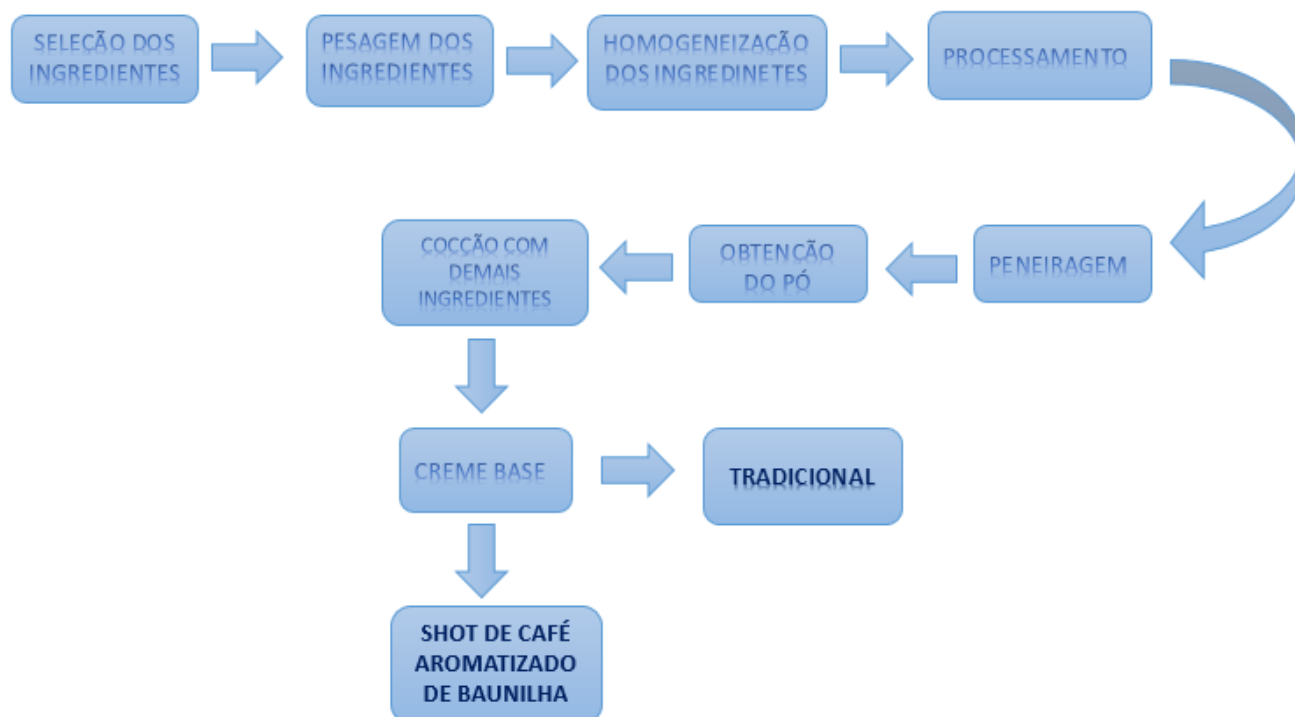 SELEÇÃO DOS
INGREDIENTES
PESAGEM DOS
INGREDIENTES
HOMOGENEIZAÇÃO
DOS INGREDINETES
PROCESSAMENTO
PENEIRAGEM
OBTENÇÃO
DO PÓ
COCÇÃO COM
DEMAIS
INGREDIENTES
CREME BASE
TRADICIONAL
SHOT DE CAFÉ
AROMATIZADO
DE BAUNILHA